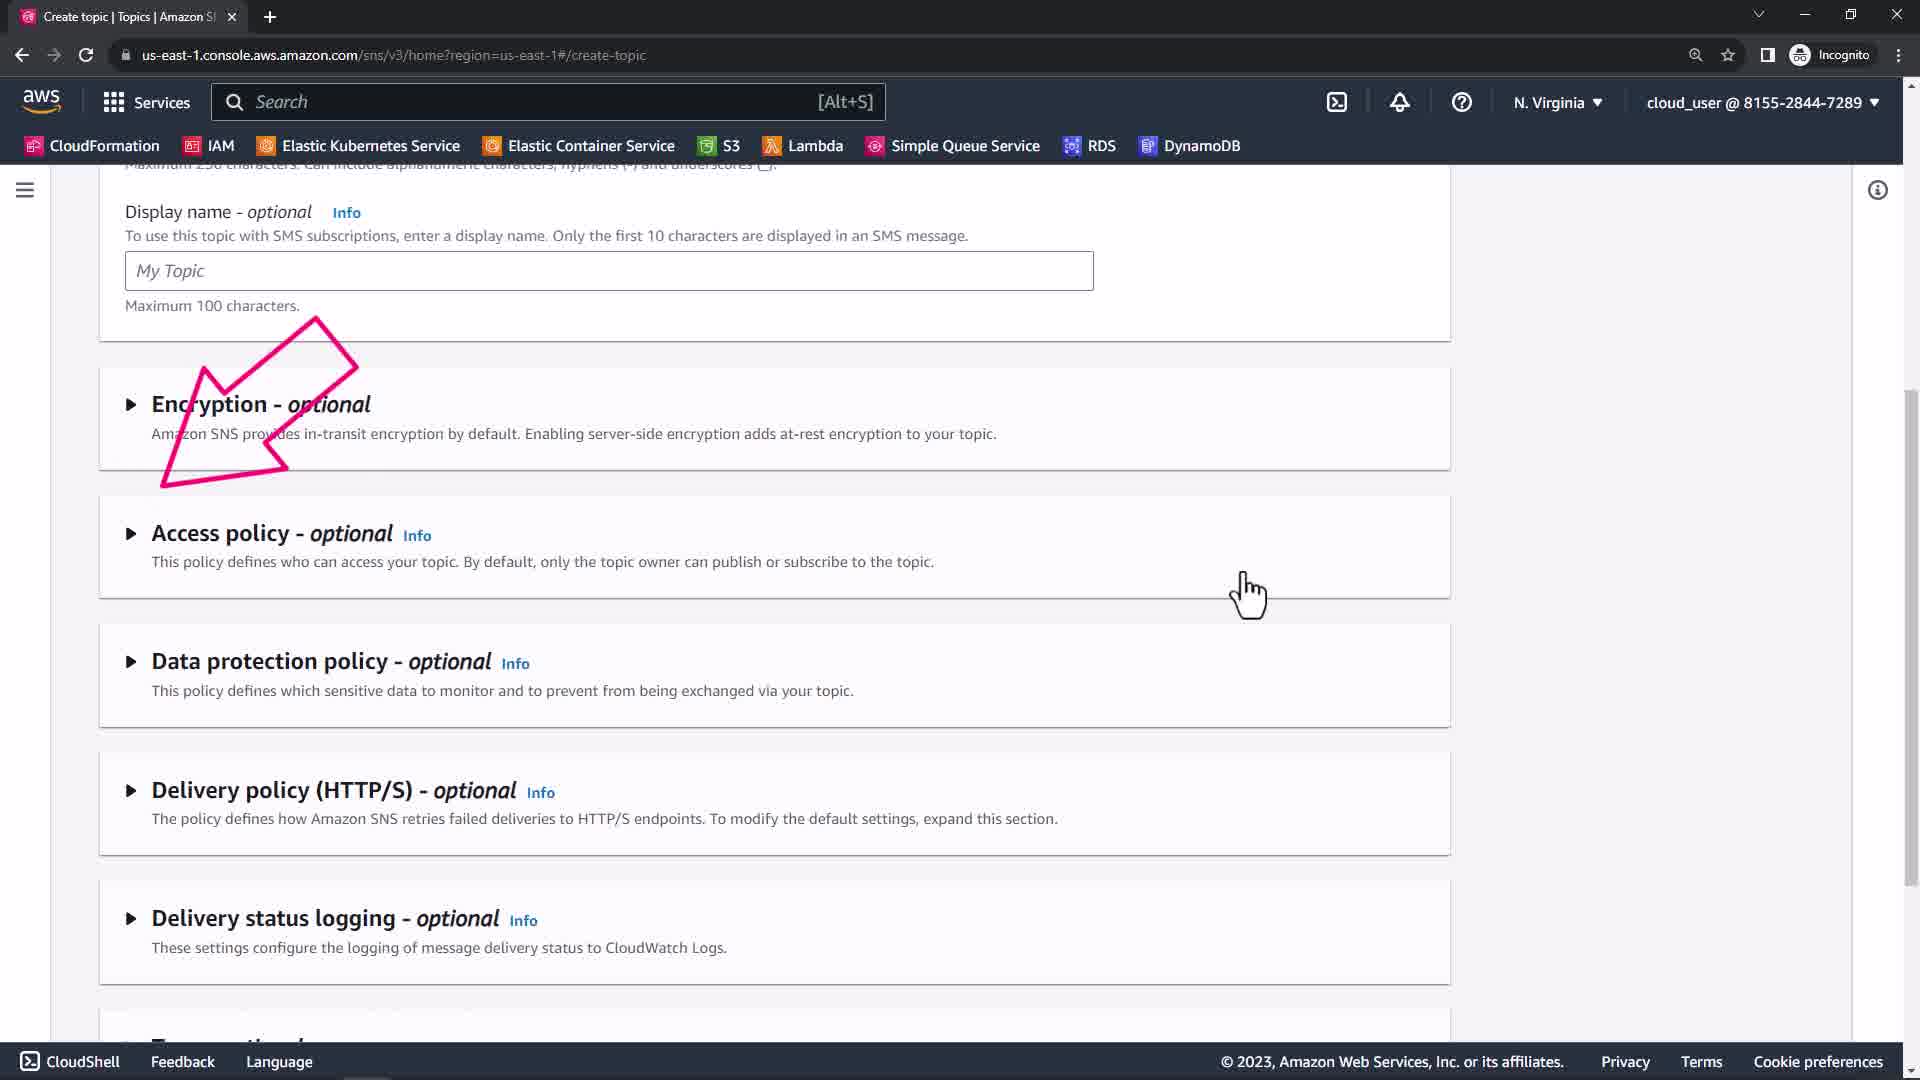 Create topic | Topics | Amazon S
us-east-1.console.aws.amazon.com/sns/v3/home?region=us-east-1#/create-topic
Incognito
aws
Services
Search
[Alt+S]
N. Virginia
cloud_user @ 8155-2844-7289
CloudFormation
IAM
Elastic Kubernetes Service
Elastic Container Service
S3
Lambda
Simple Queue Service
RDS
DynamoDB
Maximum 256 characters. Can include alphanumeric characters, hyphens (-) and underscores (_).
Display name - optional Info
To use this topic with SMS subscriptions, enter a display name. Only the first 10 characters are displayed in an SMS message.
My Topic
Maximum 100 characters.
Encryption - optional
Amazon SNS provides in-transit encryption by default. Enabling server-side encryption adds at-rest encryption to your topic.
Access policy - optional Info
This policy defines who can access your topic. By default, only the topic owner can publish or subscribe to the topic.
Data protection policy - optional Info
This policy defines which sensitive data to monitor and to prevent from being exchanged via your topic.
Delivery policy (HTTP/S) - optional Info
The policy defines how Amazon SNS retries failed deliveries to HTTP/S endpoints. To modify the default settings, expand this section.
Delivery status logging - optional Info
These settings configure the logging of message delivery status to CloudWatch Logs.
CloudShell
Feedback
Language
© 2023, Amazon Web Services, Inc. or its affiliates.
Privacy
Terms
Cookie preferences